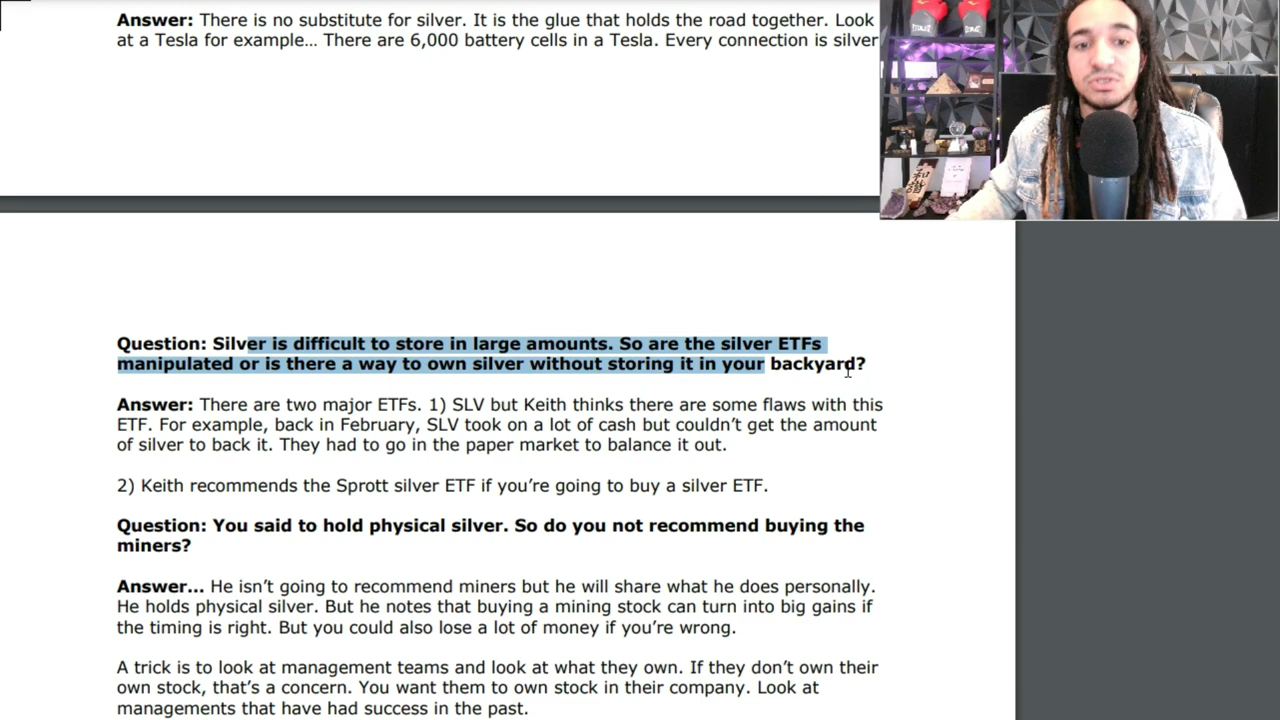 Answer: There is no substitute for silver. It is the glue that holds the road together. Look
at a Tesla for example… There are 6,000 battery cells in a Tesla. Every connection is silver
Question: Silver is difficult to store in large amounts. So are the silver ETFs
manipulated or is there a way to own silver without storing it in your backyard?
Answer: There are two major ETFs. 1) SLV but Keith thinks there are some flaws with this
ETF. For example, back in February, SLV took on a lot of cash but couldn’t get the amount
of silver to back it. They had to go in the paper market to balance it out.
2) Keith recommends the Sprott silver ETF if you’re going to buy a silver ETF.
Question: You said to hold physical silver. So do you not recommend buying the
miners?
Answer… He isn’t going to recommend miners but he will share what he does personally.
He holds physical silver. But he notes that buying a mining stock can turn into big gains if
the timing is right. But you could also lose a lot of money if you’re wrong.
A trick is to look at management teams and look at what they own. If they don’t own their
own stock, that’s a concern. You want them to own stock in their company. Look at
managements that have had success in the past.